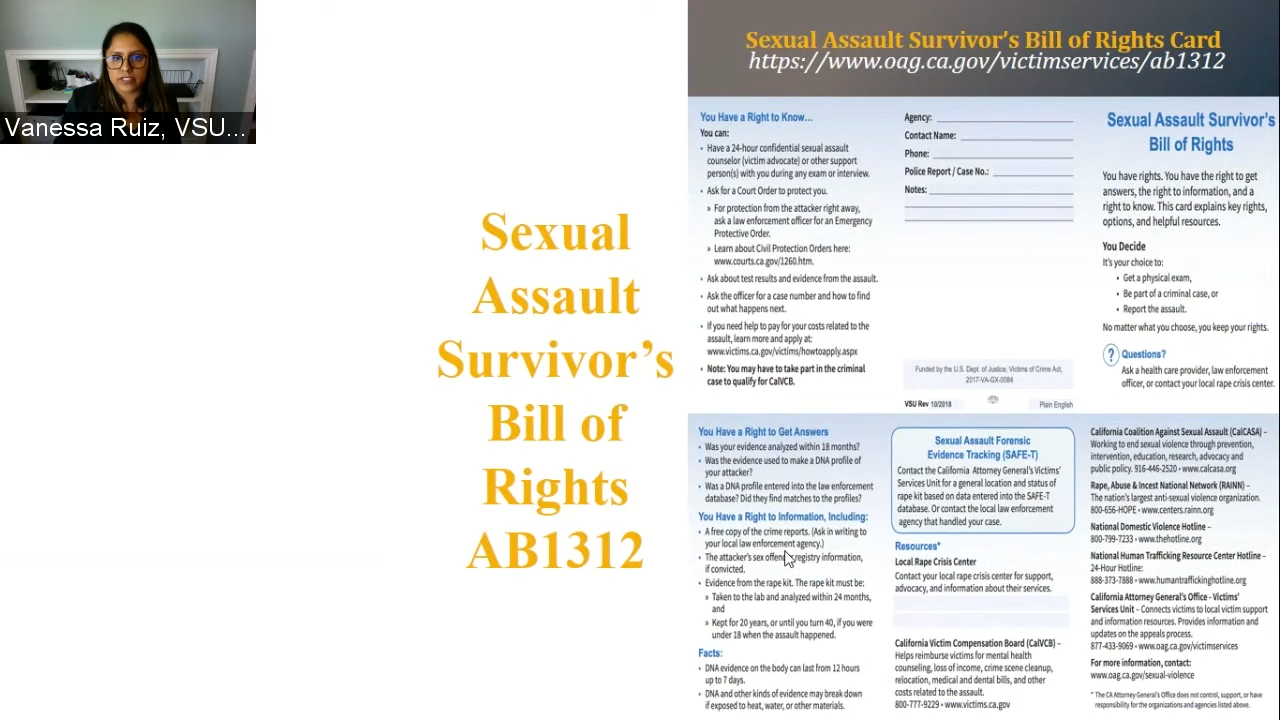 Vanessa Ruiz, VSU...
Sexual
Assault
Survivor's
Bill of
Rights
AB1312
Sexual Assault Survivor's Bill of Rights Card
https://www.oag.ca.gov/victimservices/ab1312
You Have a Right to Know...
You can:
• Have a 24-hour confidential sexual assault
counselor (victim advocate) or other support
person(s) with you during any exam or interview.
• Ask for a Court Order to protect you.
» For protection from the attacker right away,
ask a law enforcement officer for an Emergency
Protective Order.
» Learn about Civil Protection Orders here:
www.courts.ca.gov/1260.htm.
• Ask about test results and evidence from the assault.
• Ask the officer for a case number and how to find
out what happens next.
• If you need help to pay for your costs related to the
assault, learn more and apply at:
www.victims.ca.gov/victims/howtoapply.aspx
• Note: You may have to take part in the criminal
case to qualify for CalVCB.
Agency:
Contact Name:
Phone:
Police Report / Case No.:
Notes:
Funded by the U.S. Dept. of Justice, Victims of Crime Act,
2017-VA-GX-0084
VSU Rev 10/2018
Plain English
Sexual Assault Survivor's
Bill of Rights
You have rights. You have the right to get
answers, the right to information, and a
right to know. This card explains key rights,
options, and helpful resources.
You Decide
It's your choice to:
• Get a physical exam,
• Be part of a criminal case, or
• Report the assault.
No matter what you choose, you keep your rights.
? Questions?
Ask a health care provider, law enforcement
officer, or contact your local rape crisis center.
You Have a Right to Get Answers
• Was your evidence analyzed within 18 months?
• Was the evidence used to make a DNA profile of
your attacker?
• Was a DNA profile entered into the law enforcement
database? Did they find matches to the profiles?
You Have a Right to Information, Including:
• A free copy of the crime reports. (Ask in writing to
your local law enforcement agency.)
• The attacker's sex offender registry information,
if convicted.
• Evidence from the rape kit. The rape kit must be:
» Taken to the lab and analyzed within 24 months,
and
» Kept for 20 years, or until you turn 40, if you were
under 18 when the assault happened.
Facts:
• DNA evidence on the body can last from 12 hours
up to 7 days.
• DNA and other kinds of evidence may break down
if exposed to heat, water, or other materials.
Sexual Assault Forensic
Evidence Tracking (SAFE-T)
Contact the California Attorney General's Victims'
Services Unit for a general location and status of
rape kit based on data entered into the SAFE-T
database. Or contact the local law enforcement
agency that handled your case.
Resources*
Local Rape Crisis Center
Contact your local rape crisis center for support,
advocacy, and information about their services.
California Victim Compensation Board (CalVCB) –
Helps reimburse victims for mental health
counseling, loss of income, crime scene cleanup,
relocation, medical and dental bills, and other
costs related to the assault.
800-777-9229 • www.victims.ca.gov
California Coalition Against Sexual Assault (CalCASA) –
Working to end sexual violence through prevention,
intervention, education, research, advocacy and
public policy. 916-446-2520 • www.calcasa.org
Rape, Abuse & Incest National Network (RAINN) –
The nation's largest anti-sexual violence organization.
800-656-HOPE • www.centers.rainn.org
National Domestic Violence Hotline –
800-799-7233 • www.thehotline.org
National Human Trafficking Resource Center Hotline –
24-Hour Hotline:
888-373-7888 • www.humantraffickinghotline.org
California Attorney General's Office - Victims'
Services Unit – Connects victims to local victim support
and information resources. Provides information and
updates on the appeals process.
877-433-9069 • www.oag.ca.gov/victimservices
For more information, contact:
www.oag.ca.gov/sexual-violence
* The CA Attorney General's Office does not control, support, or have
responsibility for the organizations and agencies listed above.